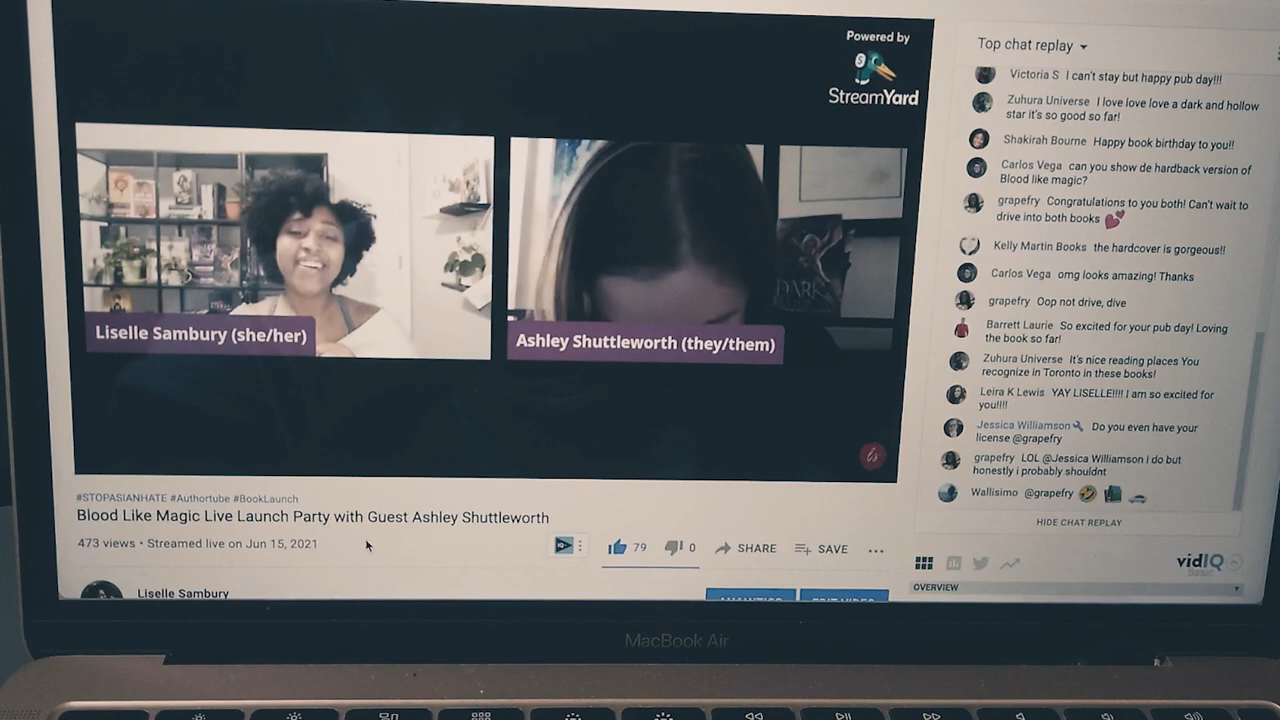 Powered by
StreamYard
Liselle Sambury (she/her)
Ashley Shuttleworth (they/them)
DARK
#STOPASIANHATE #Authortube #BookLaunch
Blood Like Magic Live Launch Party with Guest Ashley Shuttleworth
473 views • Streamed live on Jun 15, 2021
79
0
SHARE
SAVE
Liselle Sambury
ANALYTICS
EDIT VIDEO
Top chat replay
Victoria S I can't stay but happy pub day!!!
Zuhura Universe I love love love a dark and hollow
star it's so good so far!
Shakirah Bourne Happy book birthday to you!!
Carlos Vega can you show de hardback version of
Blood like magic?
grapefry Congratulations to you both! Can't wait to
drive into both books 💕
Kelly Martin Books the hardcover is gorgeous!!
Carlos Vega omg looks amazing! Thanks
grapefry Oop not drive, dive
Barrett Laurie So excited for your pub day! Loving
the book so far!
Zuhura Universe It's nice reading places You
recognize in Toronto in these books!
Leira K Lewis YAY LISELLE!!!! I am so excited for
you!!!!
Jessica Williamson Do you even have your
license @grapefry
grapefry LOL @Jessica Williamson i do but
honestly i probably shouldnt
Wallisimo @grapefry 🤣 📚 🚗
HIDE CHAT REPLAY
vidIQ
BASIC
OVERVIEW
MacBook Air